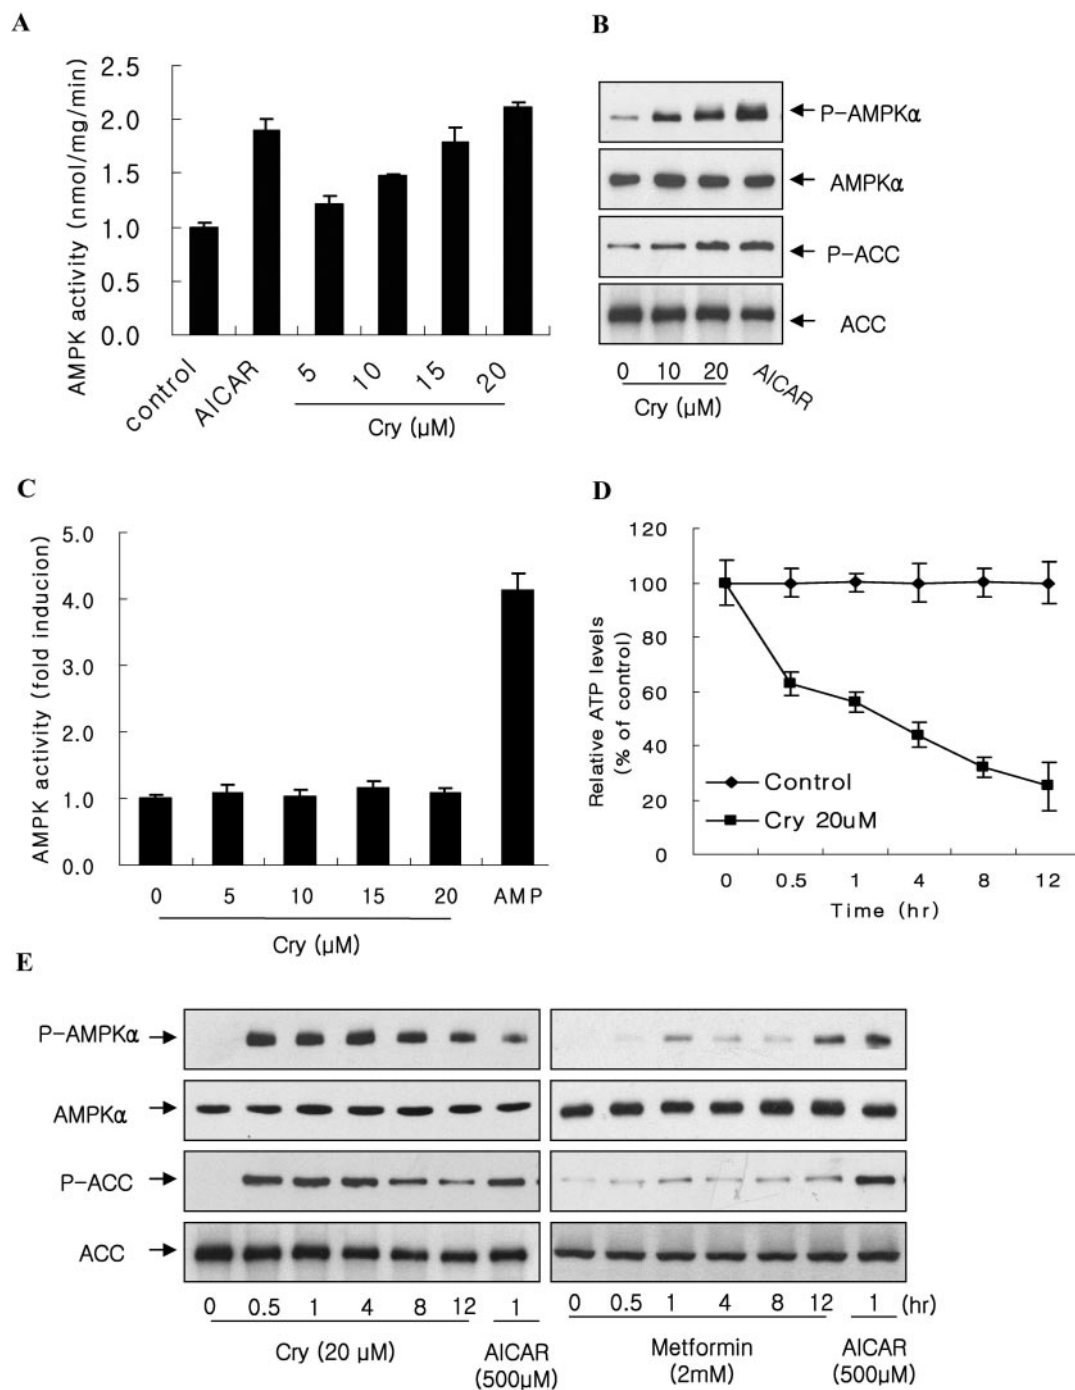 A
AMPK activity (nmol/mg/min)
2.5
2.0
1.5
1.0
0.5
0.0
control
AICAR
5
10
15
20
Cry (μM)
B
P-AMPKα
AMPKα
P-ACC
ACC
0 10 20 AICAR
Cry (μM)
C
AMPK activity (fold inducion)
5.0
4.0
3.0
2.0
1.0
0.0
0 5 10 15 20 AMP
Cry (μM)
D
Relative ATP levels
(% of control)
120
100
80
60
40
20
0
Control
Cry 20uM
0 0.5 1 4 8 12
Time (hr)
E
P-AMPKα
AMPKα
P-ACC
ACC
0 0.5 1 4 8 12 1 0 0.5 1 4 8 12 1 (hr)
Cry (20 μM) AICAR Metformin AICAR
(500μM) (2mM) (500μM)